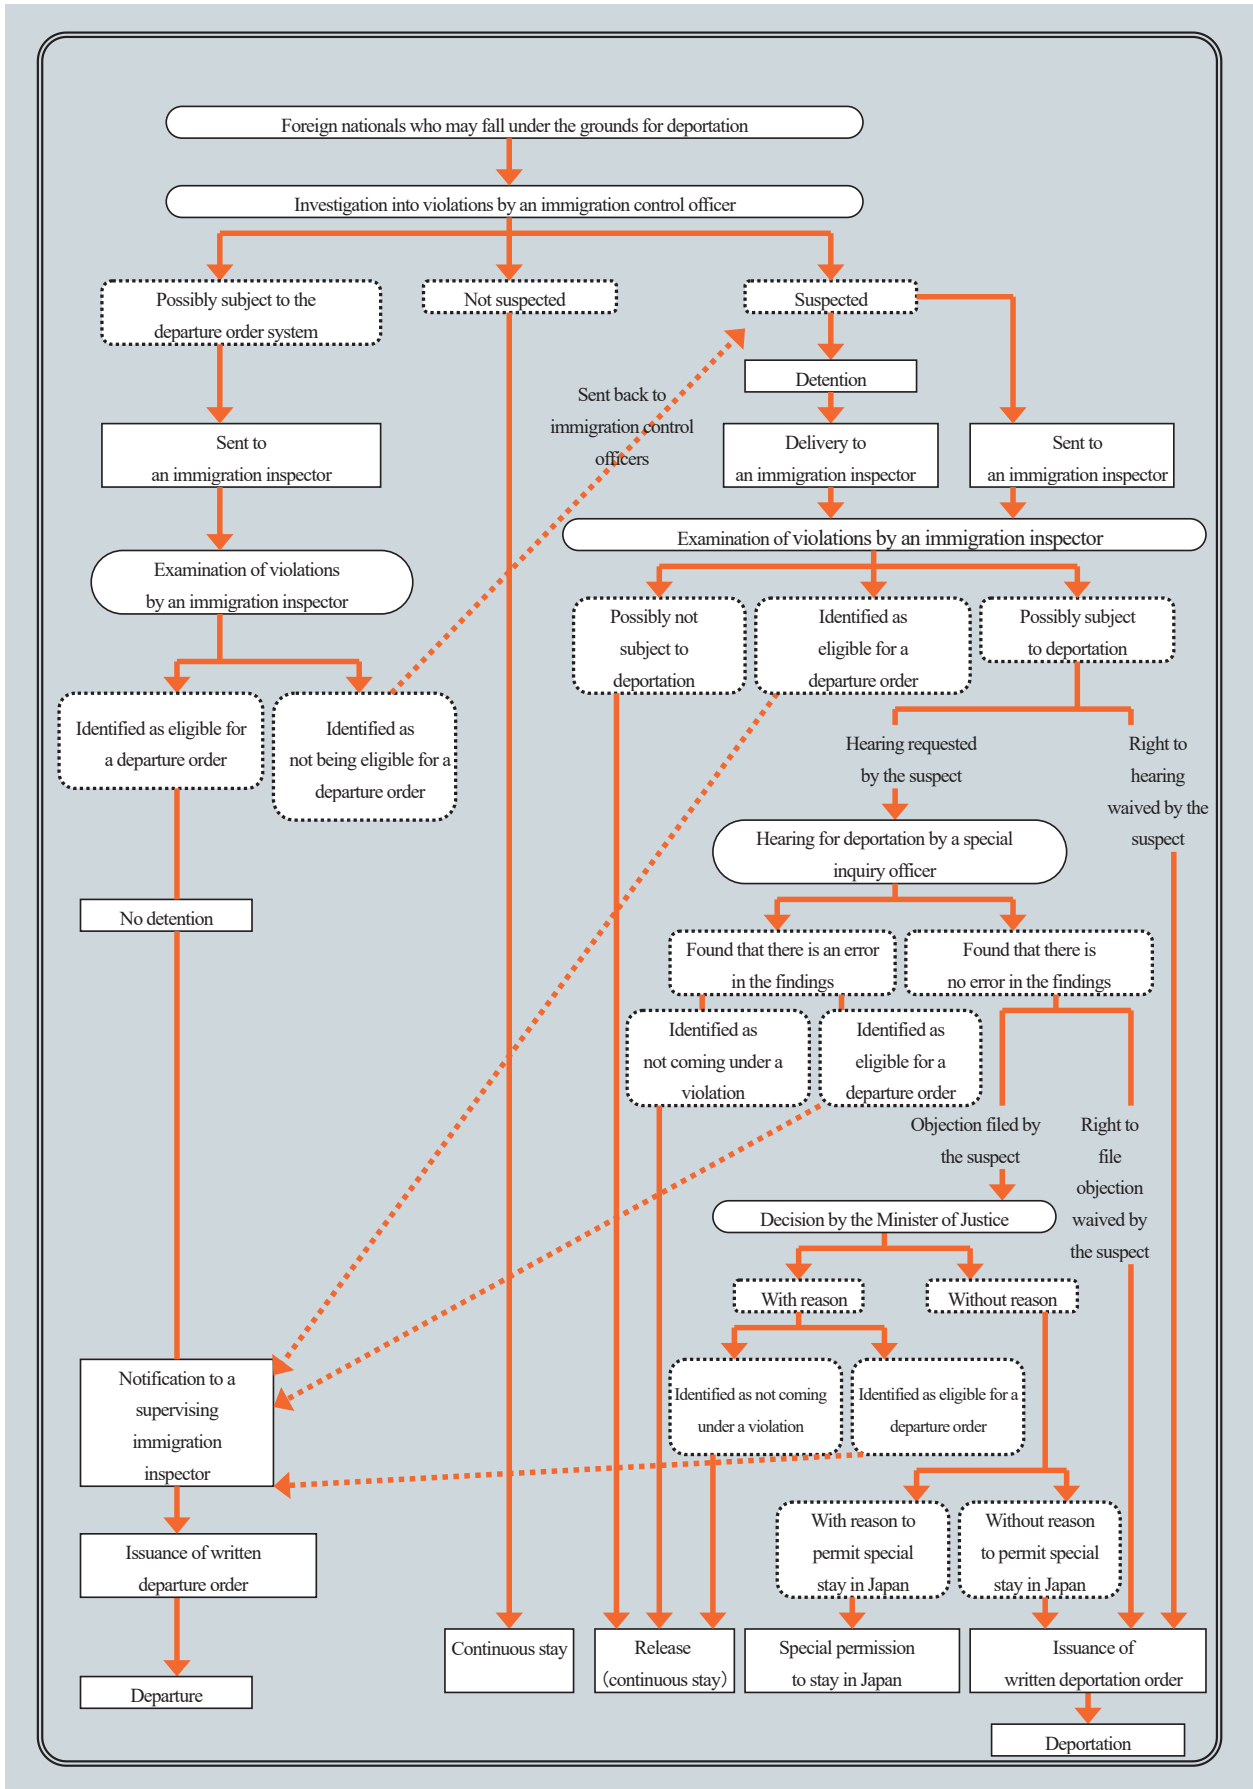 Foreign nationals who may fall under the grounds for deportation
Investigation into violations by an immigration control officer
Possibly subject to the
departure order system
Not suspected
Suspected
Detention
Sent back to
immigration control
officers
Sent to
an immigration inspector
Delivery to
an immigration inspector
Sent to
an immigration inspector
Examination of violations by an immigration inspector
Examination of violations
by an immigration inspector
Possibly not
subject to
deportation
Identified as
eligible for a
departure order
Possibly subject
to deportation
Identified as eligible for
a departure order
Identified as
not being eligible for a
departure order
Hearing requested
by the suspect
Right to
hearing
waived by the
suspect
Hearing for deportation by a special
inquiry officer
No detention
Found that there is an error
in the findings
Found that there is
no error in the findings
Identified as
not coming under a
violation
Identified as
eligible for a
departure order
Objection filed by
the suspect
Right to
file
objection
waived by
the suspect
Decision by the Minister of Justice
With reason
Without reason
Notification to a
supervising
immigration
inspector
Identified as not coming
under a violation
Identified as eligible for a
departure order
With reason to
permit special
stay in Japan
Without reason
to permit special
stay in Japan
Issuance of written
departure order
Departure
Continuous stay
Release
(continuous stay)
Special permission
to stay in Japan
Issuance of
written deportation order
Deportation